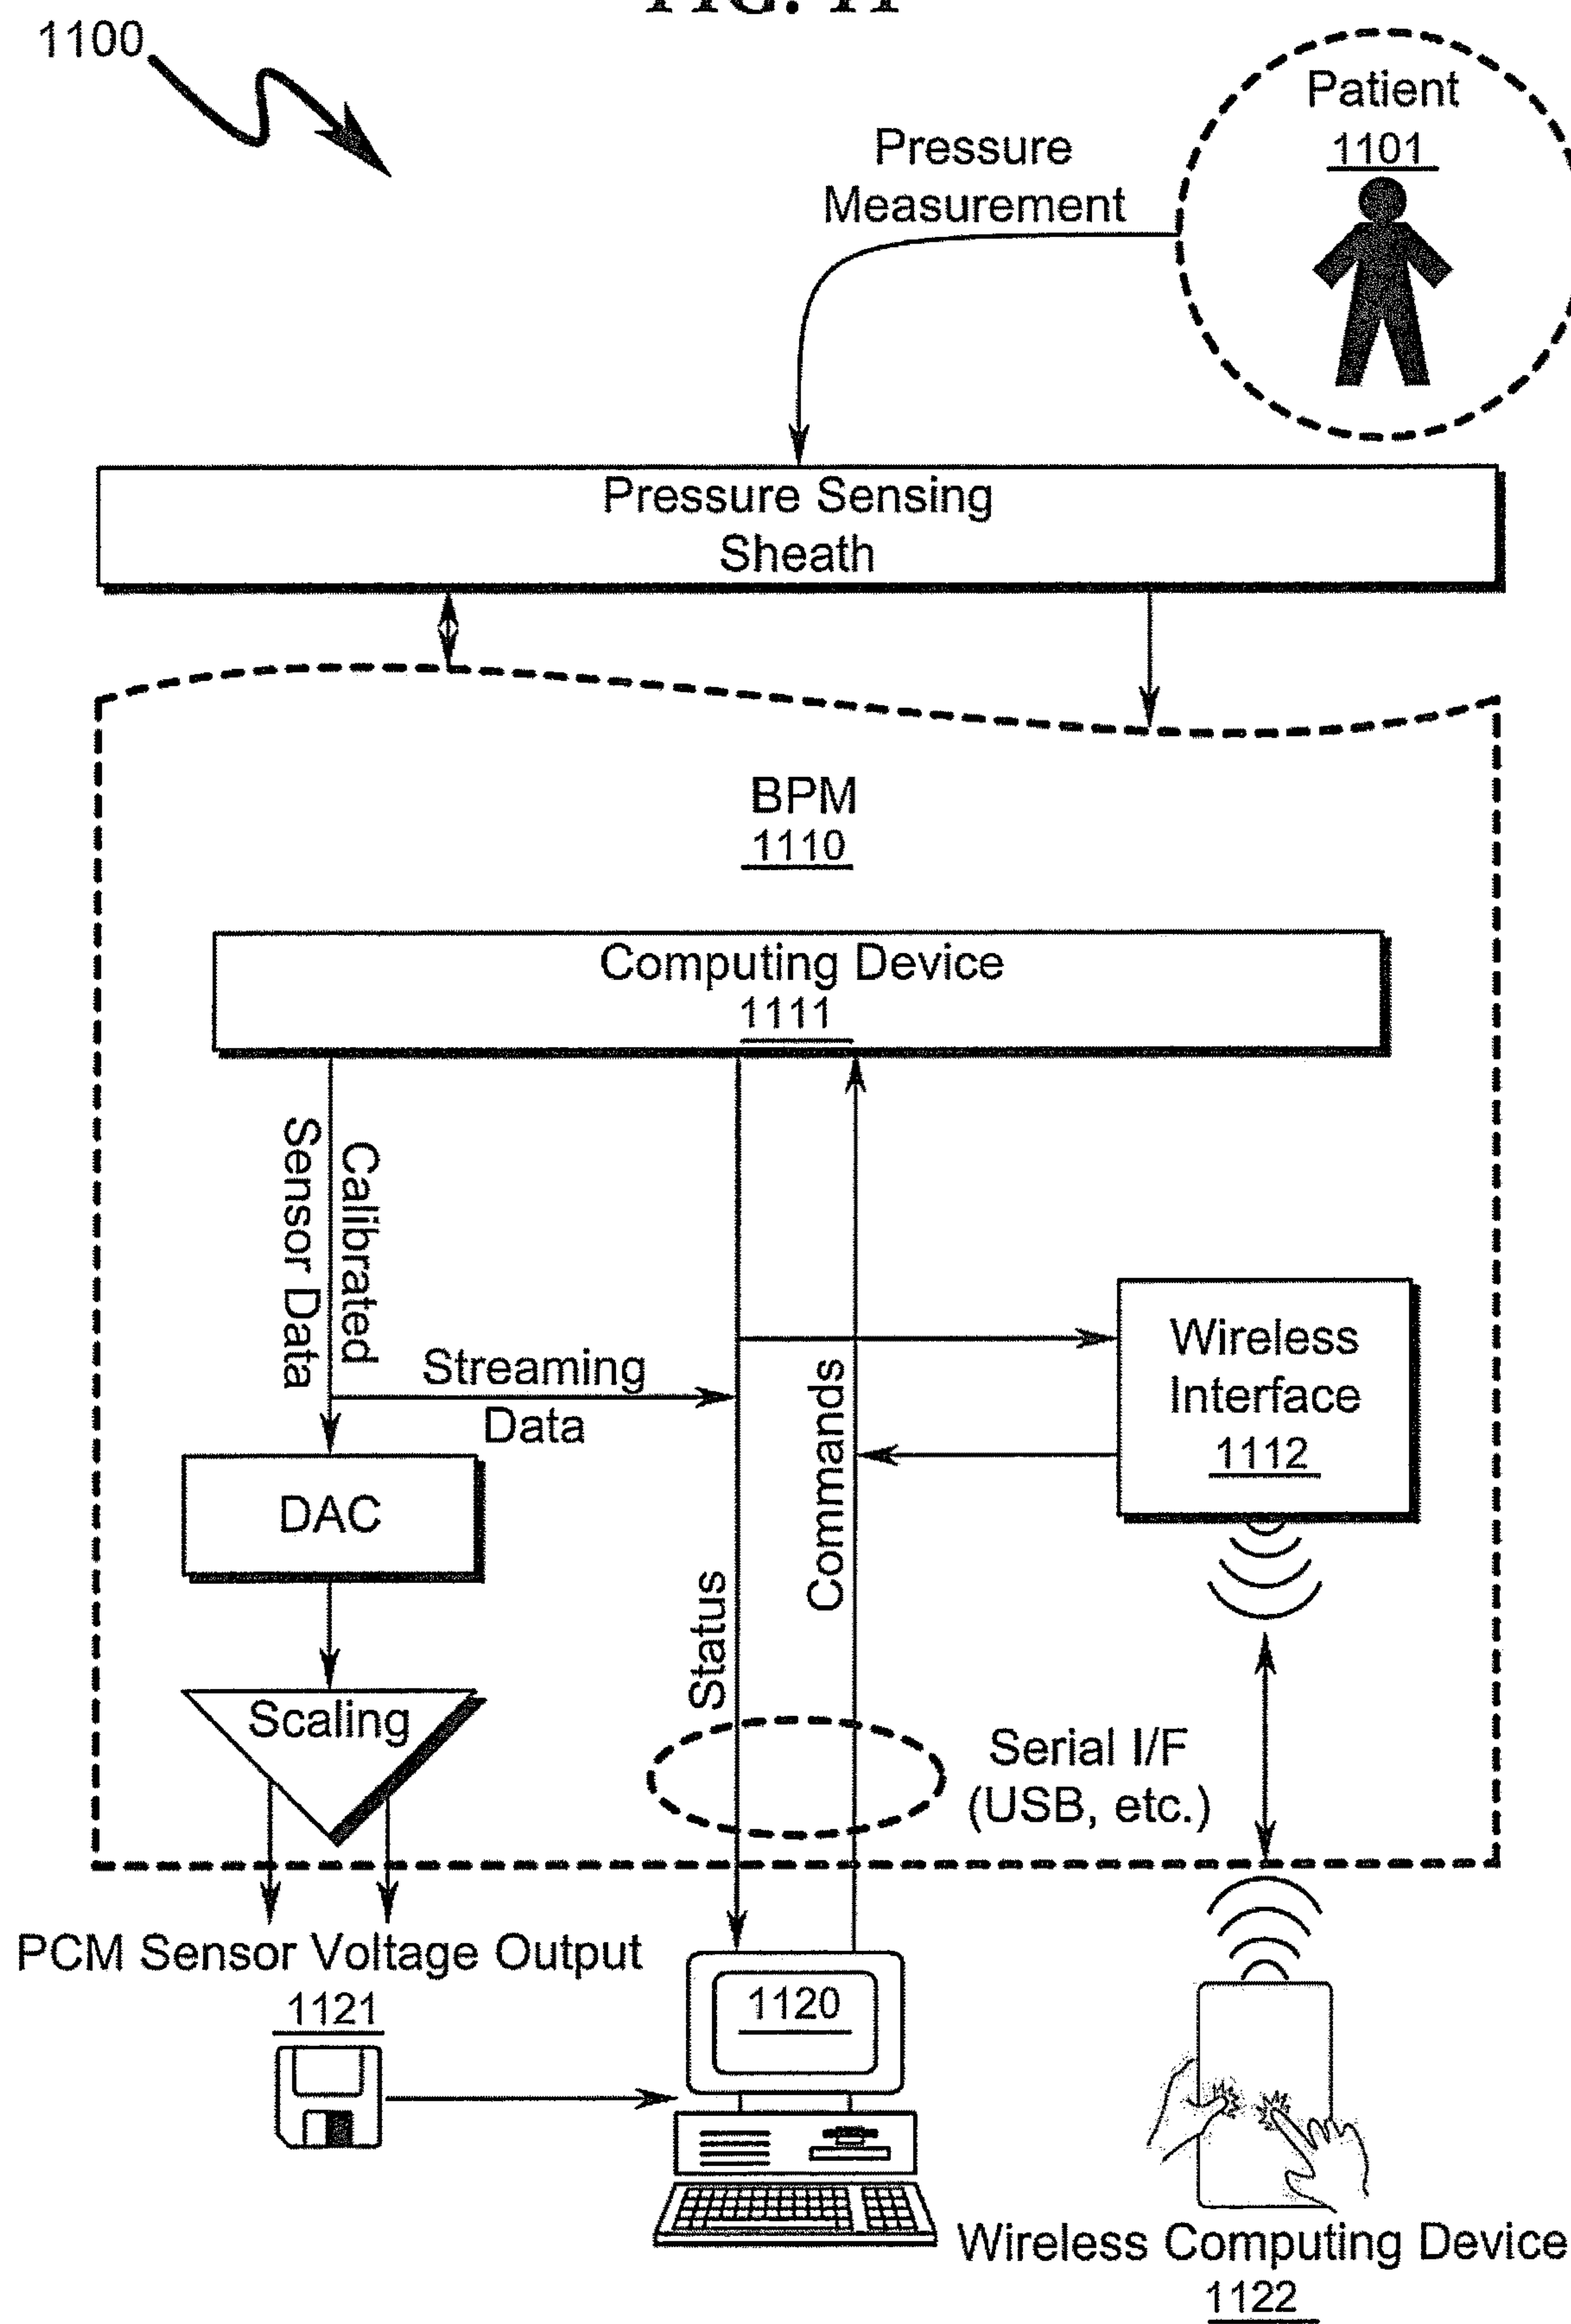 FIG. 11
1100
Patient
1101
Pressure
Measurement
Pressure Sensing
Sheath
BPM
1110
Computing Device
1111
Calibrated
Sensor Data
Streaming
Data
Wireless
Interface
1112
DAC
Commands
Status
Scaling
Serial I/F
(USB, etc.)
PCM Sensor Voltage Output
1121
1120
Wireless Computing Device
1122